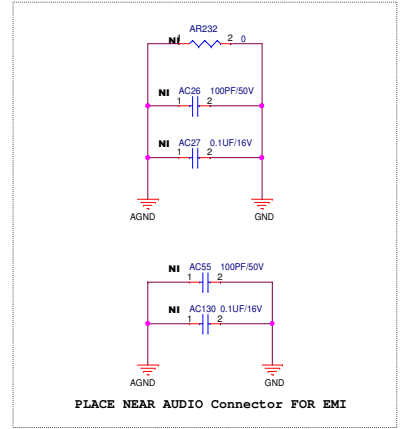 AR232
NI 1 2 0
NI AC26 100PF/50V
1 2
NI AC27 0.1UF/16V
1 2
AGND GND
NI AC55 100PF/50V
1 2
NI AC130 0.1UF/16V
1 2
AGND GND
PLACE NEAR AUDIO Connector FOR EMI